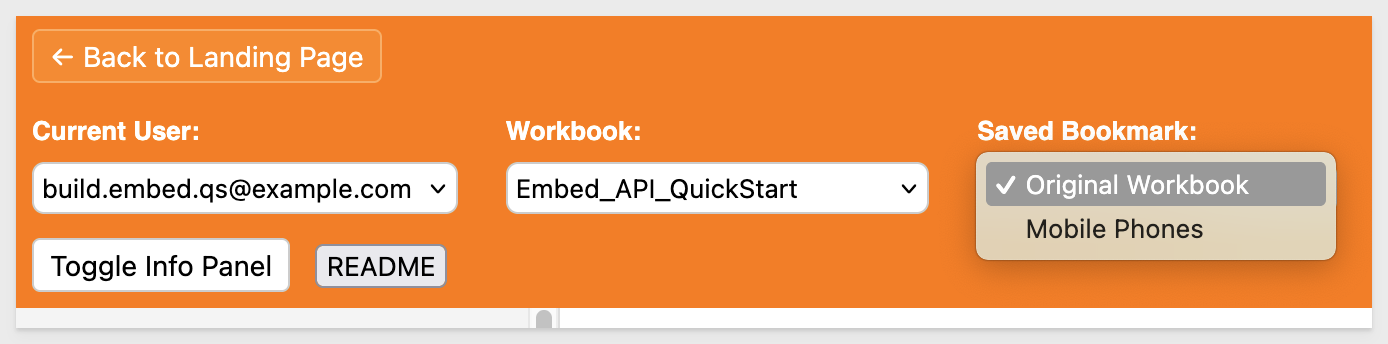 ← Back to Landing Page
Current User:
Workbook:
Saved Bookmark:
build.embed.qs@example.com
Embed_API_QuickStart
✓ Original Workbook
Mobile Phones
Toggle Info Panel
README